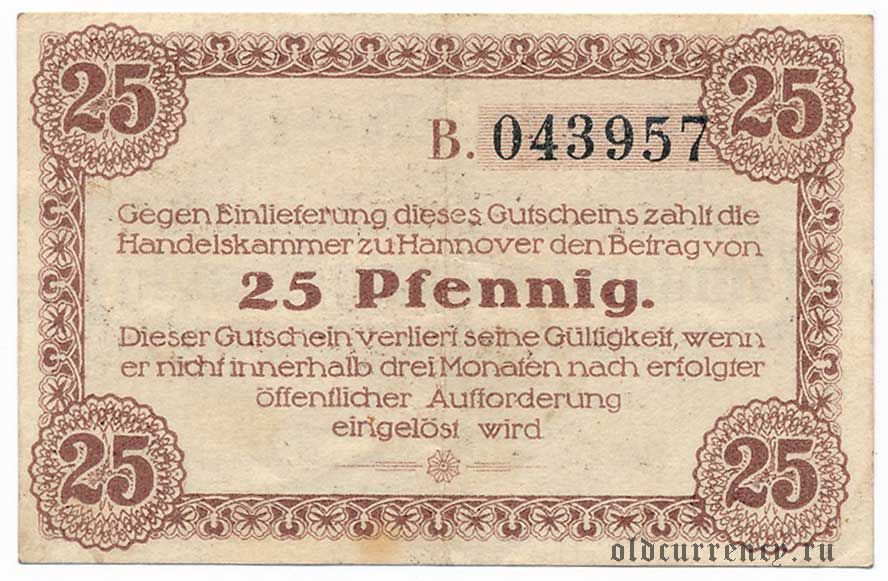 25 25
B. 043957
Gegen Einlieferung dieses Gutscheins zahlt die
Handelskammer zu Hannover den Betrag von
25 Pfennig.
Dieser Gutschein verliert seine Gültigkeit, wenn
er nicht innerhalb drei Monaten nach erfolgter
öffentlicher Aufforderung
eingelöst wird
25 25
oldcurrency.ru